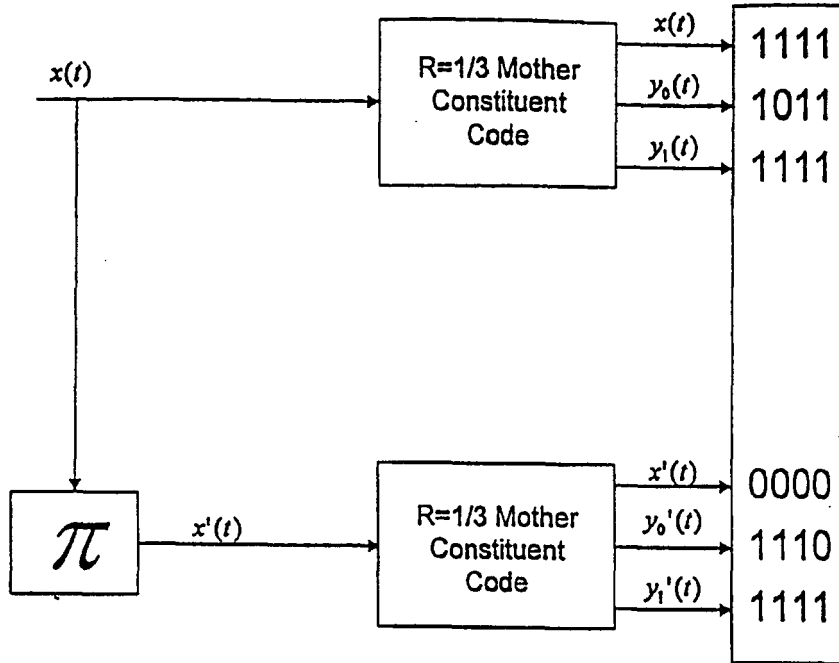 x(t)
R=1/3 Mother
Constituent
Code
x(t)
y₀(t)
y₁(t)
1111
1011
1111
π
x'(t)
R=1/3 Mother
Constituent
Code
x'(t)
y₀'(t)
y₁'(t)
0000
1110
1111